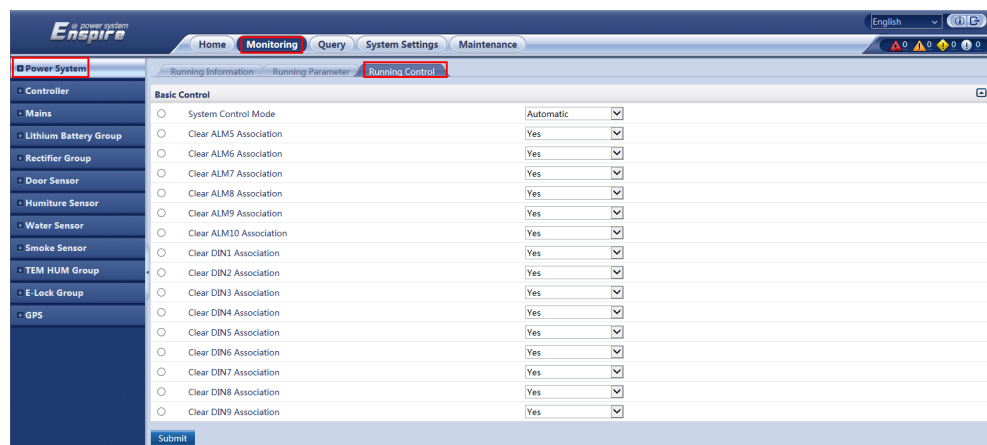 e power system
Enspire
English
Home Monitoring Query System Settings Maintenance
0 0 0 0
Power System
Controller
Mains
Lithium Battery Group
Rectifier Group
Door Sensor
Humiture Sensor
Water Sensor
Smoke Sensor
TEM HUM Group
E-Lock Group
GPS
Running Information Running Parameter Running Control
Basic Control
System Control Mode Automatic
Clear ALM5 Association Yes
Clear ALM6 Association Yes
Clear ALM7 Association Yes
Clear ALM8 Association Yes
Clear ALM9 Association Yes
Clear ALM10 Association Yes
Clear DIN1 Association Yes
Clear DIN2 Association Yes
Clear DIN3 Association Yes
Clear DIN4 Association Yes
Clear DIN5 Association Yes
Clear DIN6 Association Yes
Clear DIN7 Association Yes
Clear DIN8 Association Yes
Clear DIN9 Association Yes
Submit